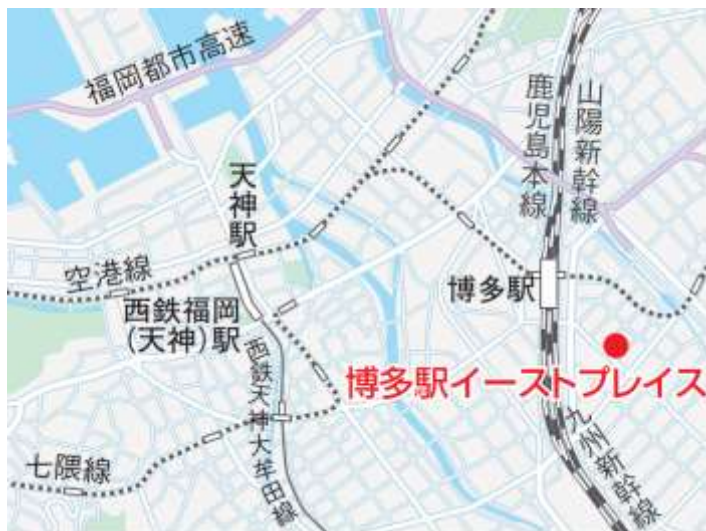 福岡都市高速
鹿児島本線
山陽新幹線
天神駅
空港線
博多駅
西鉄福岡
(天神)駅
博多駅イーストプレイス
西鉄天神大牟田線
七隈線
九州新幹線